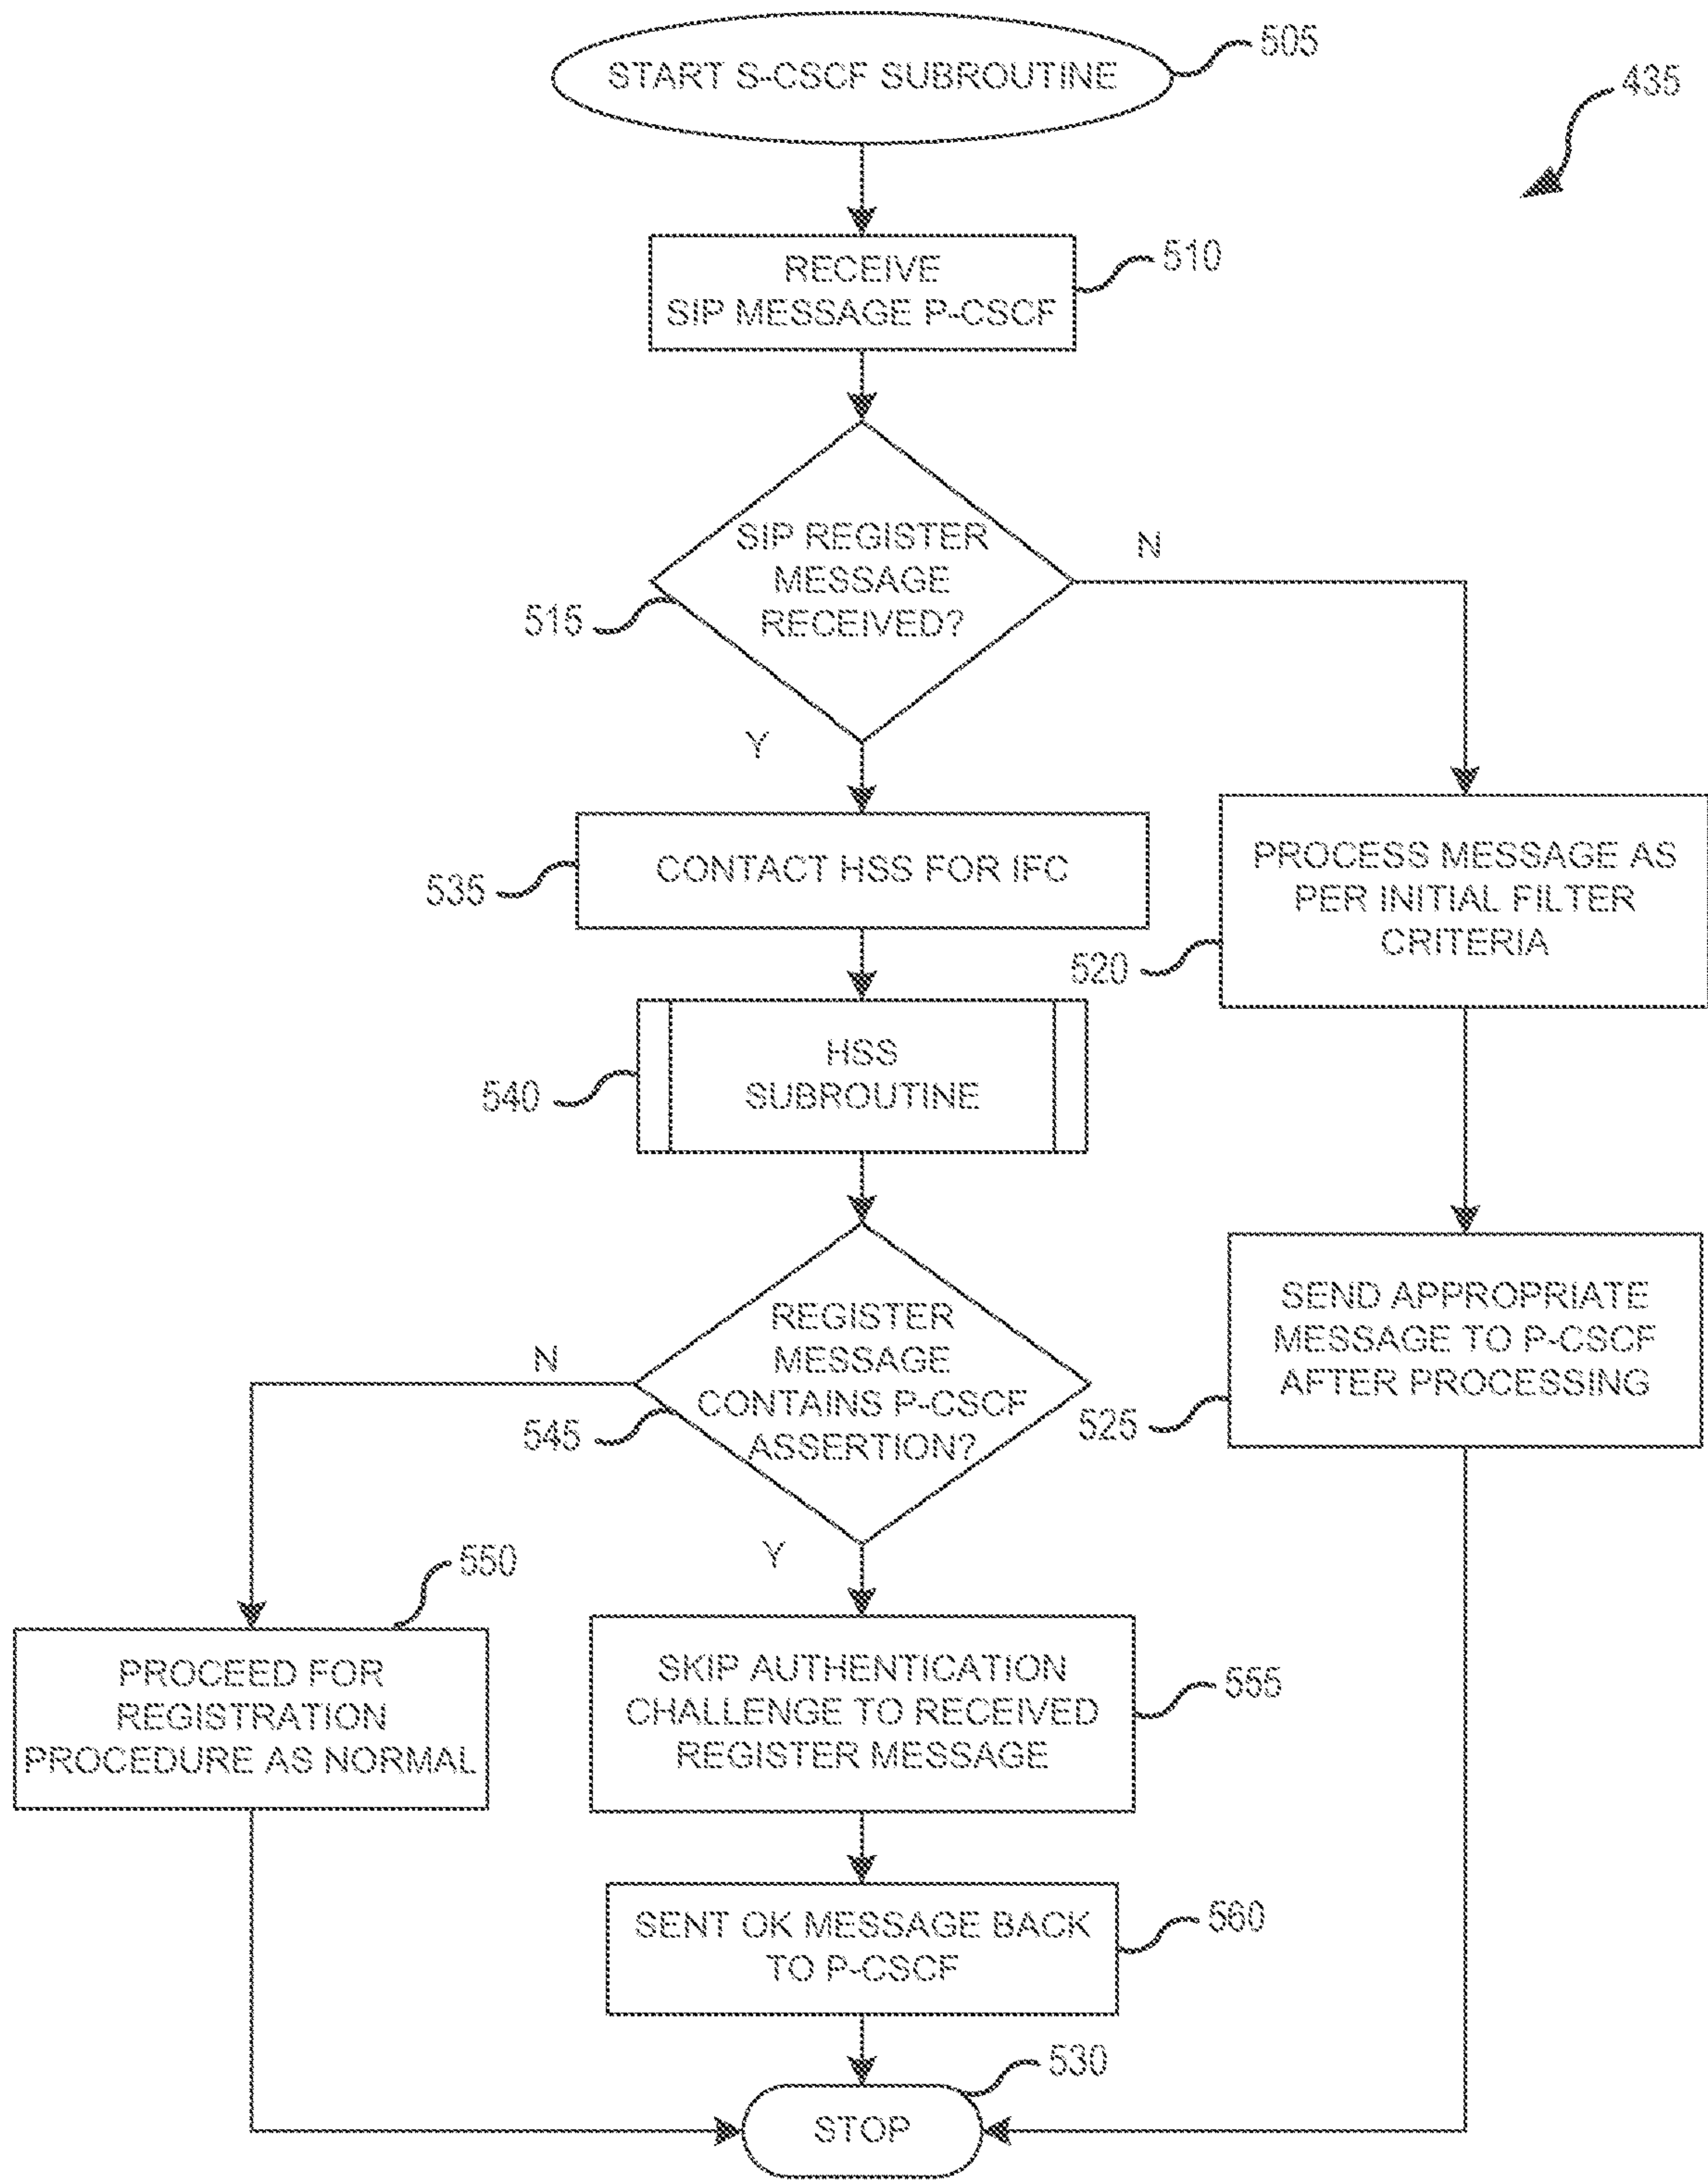 START S-CSCF SUBROUTINE
505
435
RECEIVE
SIP MESSAGE P-CSCF
510
SIP REGISTER
MESSAGE
RECEIVED?
515
N
Y
CONTACT HSS FOR IFC
535
PROCESS MESSAGE AS
PER INITIAL FILTER
CRITERIA
520
HSS
SUBROUTINE
540
REGISTER
MESSAGE
CONTAINS P-CSCF
ASSERTION?
545
N
Y
SEND APPROPRIATE
MESSAGE TO P-CSCF
AFTER PROCESSING
525
550
PROCEED FOR
REGISTRATION
PROCEDURE AS NORMAL
SKIP AUTHENTICATION
CHALLENGE TO RECEIVED
REGISTER MESSAGE
555
SENT OK MESSAGE BACK
TO P-CSCF
560
530
STOP